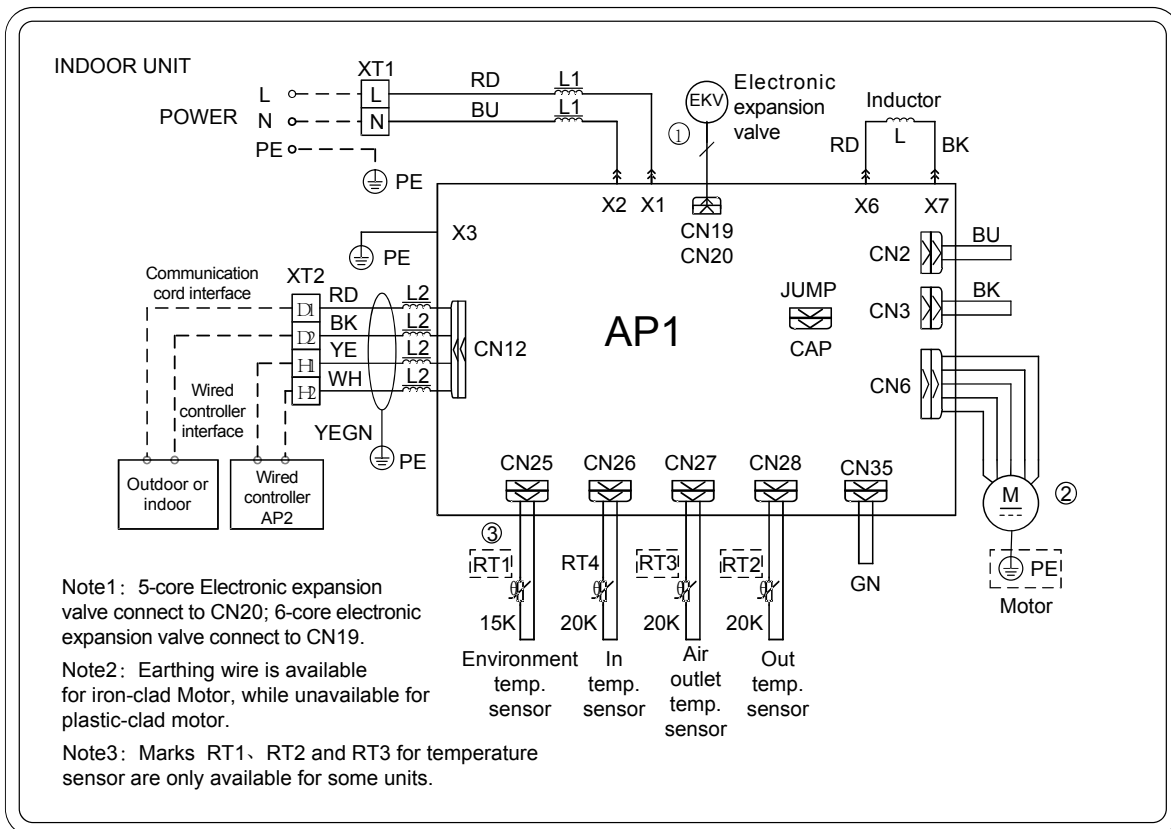 INDOOR UNIT
POWER
L
N
PE
XT1
L
N
RD
BU
L1
L1
PE
EKV
①
Electronic
expansion
valve
Inductor
L
RD
BK
X2
X1
CN19
CN20
X6
X7
X3
PE
AP1
JUMP
CAP
CN2
BU
CN3
BK
CN6
Communication
cord interface
XT2
D1
D2
H1
H2
RD
BK
YE
WH
L2
L2
L2
L2
CN12
YEGN
PE
Wired
controller
interface
Outdoor or
indoor
Wired
controller
AP2
CN25
CN26
CN27
CN28
CN35
③
RT1
RT4
RT3
RT2
15K
20K
20K
20K
GN
Environment
temp.
sensor
In
temp.
sensor
Air
outlet
temp.
sensor
Out
temp.
sensor
M
②
PE
Motor
Note1: 5-core Electronic expansion
valve connect to CN20; 6-core electronic
expansion valve connect to CN19.
Note2: Earthing wire is available
for iron-clad Motor, while unavailable for
plastic-clad motor.
Note3: Marks RT1、RT2 and RT3 for temperature
sensor are only available for some units.